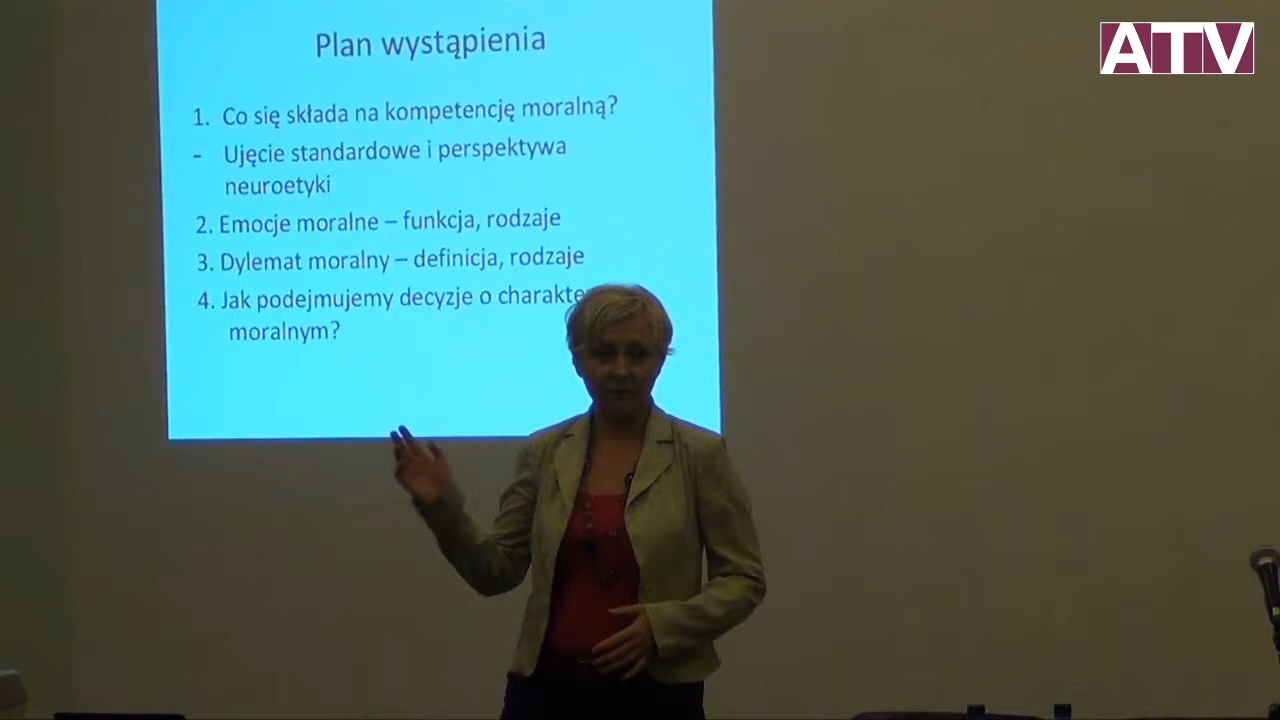 Plan wystąpienia
1. Co się składa na kompetencję moralną?
- Ujęcie standardowe i perspektywa
neuroetyki
2. Emocje moralne – funkcja, rodzaje
3. Dylemat moralny – definicja, rodzaje
4. Jak podejmujemy decyzje o
moralnym?
ATV